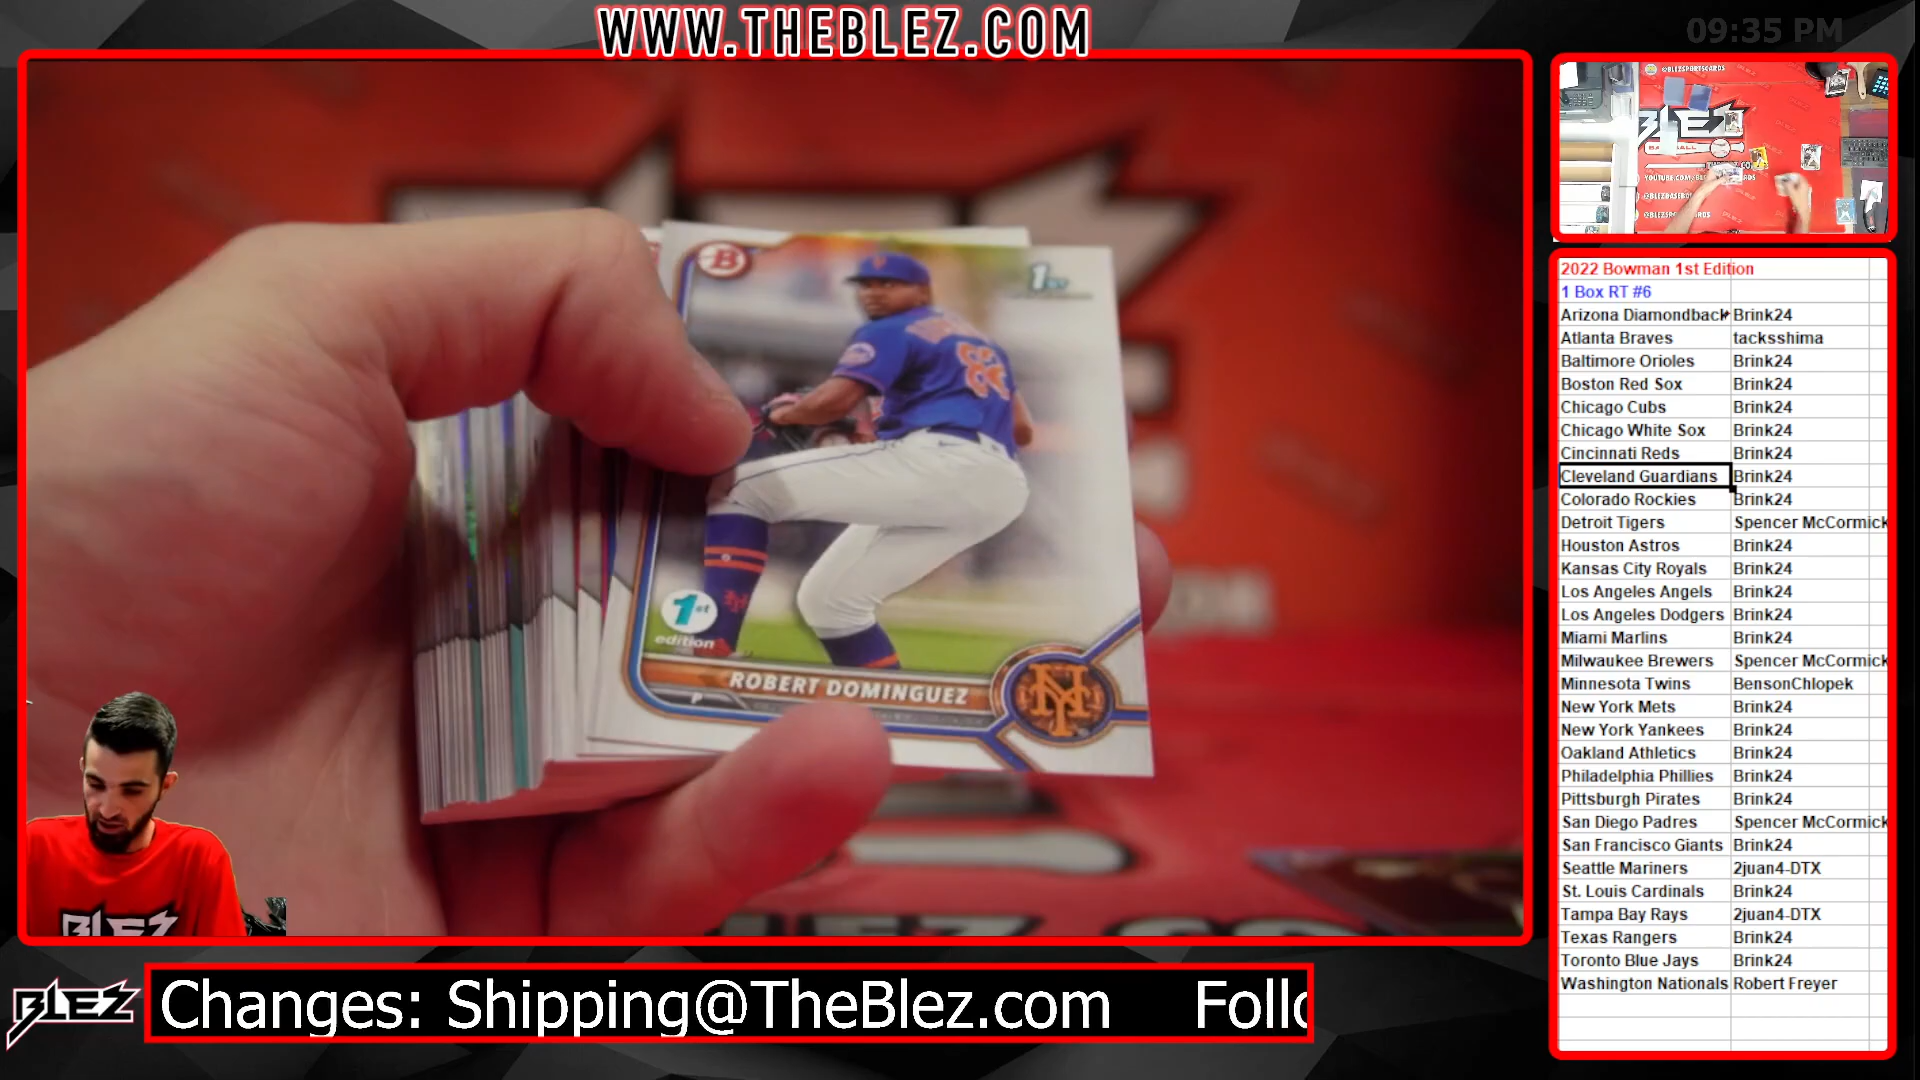 WWW.THEBLEZ.COM
09:35 PM
@BLEZSPORTSCARDS
BLEZ
2022 Bowman 1st Edition
1 Box RT #6
Arizona Diamondback Brink24
Atlanta Braves tacksshima
Baltimore Orioles Brink24
Boston Red Sox Brink24
Chicago Cubs Brink24
Chicago White Sox Brink24
Cincinnati Reds Brink24
Cleveland Guardians Brink24
Colorado Rockies Brink24
Detroit Tigers Spencer McCormick
Houston Astros Brink24
Kansas City Royals Brink24
Los Angeles Angels Brink24
Los Angeles Dodgers Brink24
Miami Marlins Brink24
Milwaukee Brewers Spencer McCormick
Minnesota Twins BensonChlopek
New York Mets Brink24
New York Yankees Brink24
Oakland Athletics Brink24
Philadelphia Phillies Brink24
Pittsburgh Pirates Brink24
San Diego Padres Spencer McCormick
San Francisco Giants Brink24
Seattle Mariners 2juan4-DTX
St. Louis Cardinals Brink24
Tampa Bay Rays 2juan4-DTX
Texas Rangers Brink24
Toronto Blue Jays Brink24
Washington Nationals Robert Freyer
B
1st
1st
edition
ROBERT DOMINGUEZ
P
NY
BLEZ
BLEZ
Changes: Shipping@TheBlez.com Follo